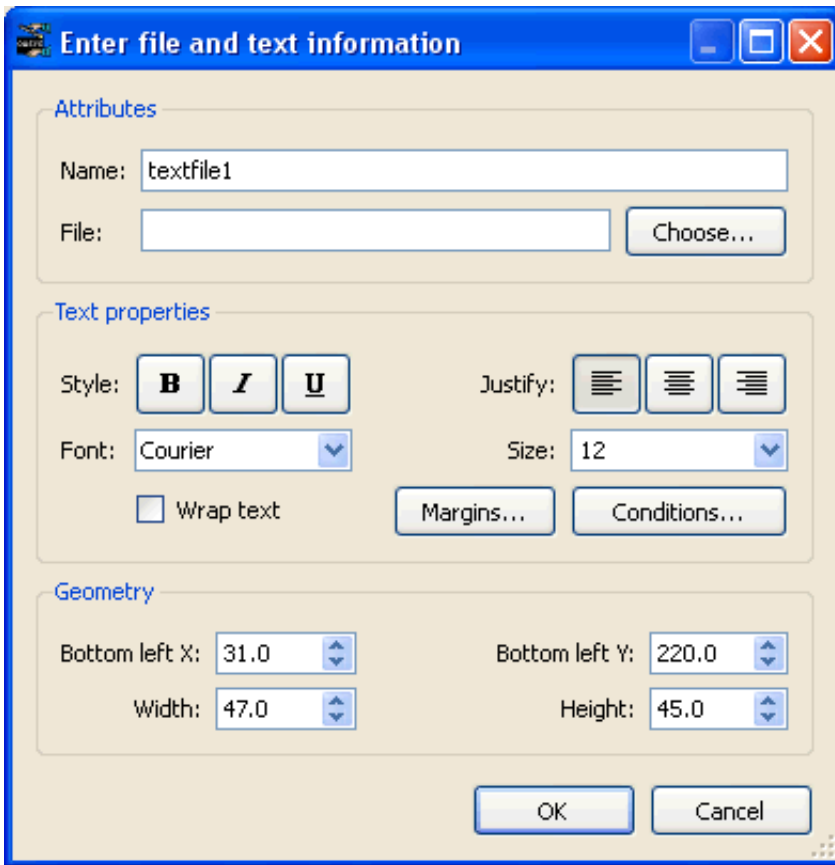 Enter file and text information
Attributes
Name: textfile1
File: Choose...
Text properties
Style: B I U Justify:
Font: Courier Size: 12
Wrap text Margins... Conditions...
Geometry
Bottom left X: 31.0 Bottom left Y: 220.0
Width: 47.0 Height: 45.0
OK Cancel